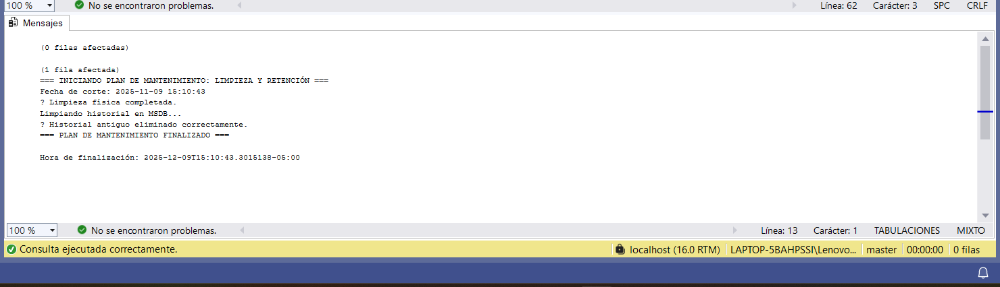 100 %
No se encontraron problemas.
Línea: 62
Carácter: 3
SPC
CRLF
Mensajes
(0 filas afectadas)
(1 fila afectada)
=== INICIANDO PLAN DE MANTENIMIENTO: LIMPIEZA Y RETENCIÓN ===
Fecha de corte: 2025-11-09 15:10:43
? Limpieza física completada.
Limpiando historial en MSDB...
? Historial antiguo eliminado correctamente.
=== PLAN DE MANTENIMIENTO FINALIZADO ===
Hora de finalización: 2025-12-09T15:10:43.3015138-05:00
100 %
No se encontraron problemas.
Línea: 13
Carácter: 1
TABULACIONES
MIXTO
Consulta ejecutada correctamente.
localhost (16.0 RTM)
LAPTOP-5BAHPSSI\Lenovo...
master
00:00:00
0 filas